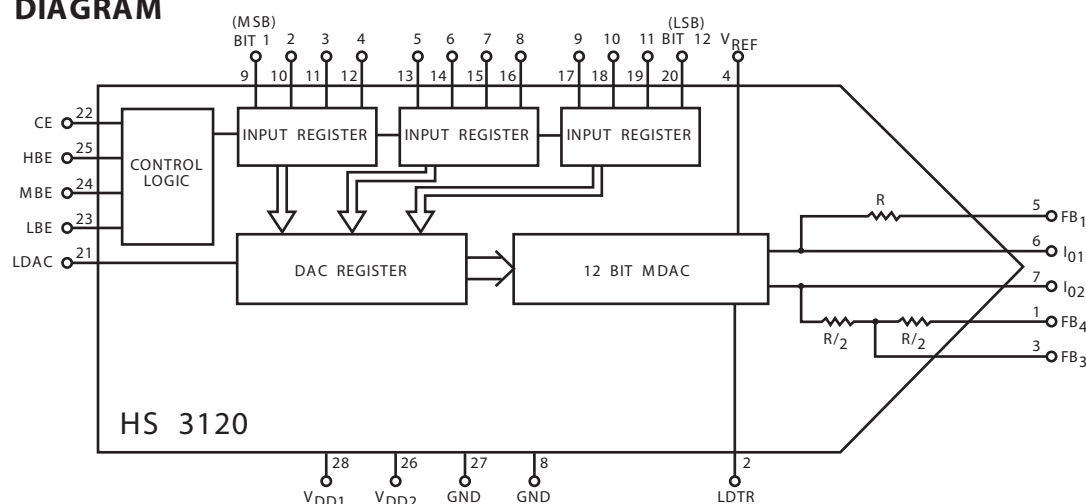 DIAGRAM
(MSB) (LSB)
BIT 1 2 3 4 5 6 7 8 9 10 11 BIT 12 VREF
9 10 11 12 13 14 15 16 17 18 19 20 4
CE 22
HBE 25
MBE 24
LBE 23
LDAC 21
CONTROL
LOGIC
INPUT REGISTER INPUT REGISTER INPUT REGISTER
DAC REGISTER 12 BIT MDAC
R 5 FB1
6 I01
7 I02
1 FB4
R/2 R/2
3 FB3
HS 3120
28 26 27 8 2
VDD1 VDD2 GND GND LDTR